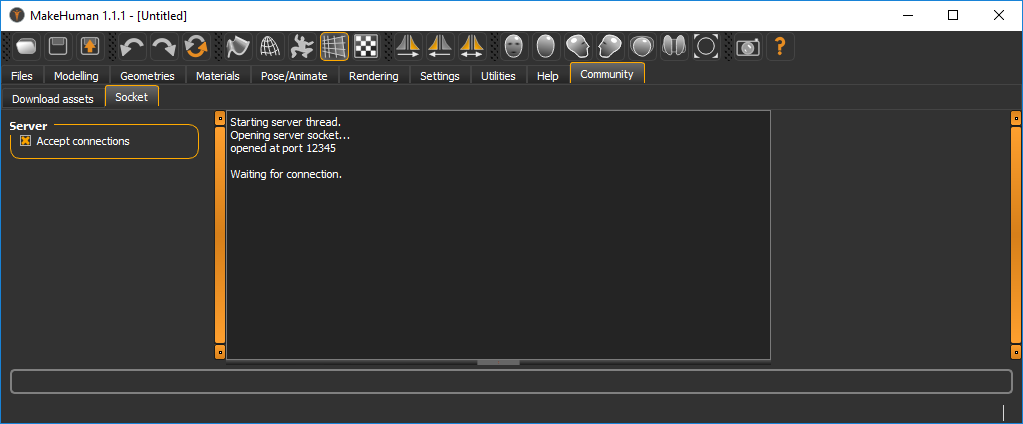 MakeHuman 1.1.1 - [Untitled]
Files Modelling Geometries Materials Pose/Animate Rendering Settings Utilities Help Community
Download assets Socket
Server
Accept connections
Starting server thread.
Opening server socket...
opened at port 12345
Waiting for connection.